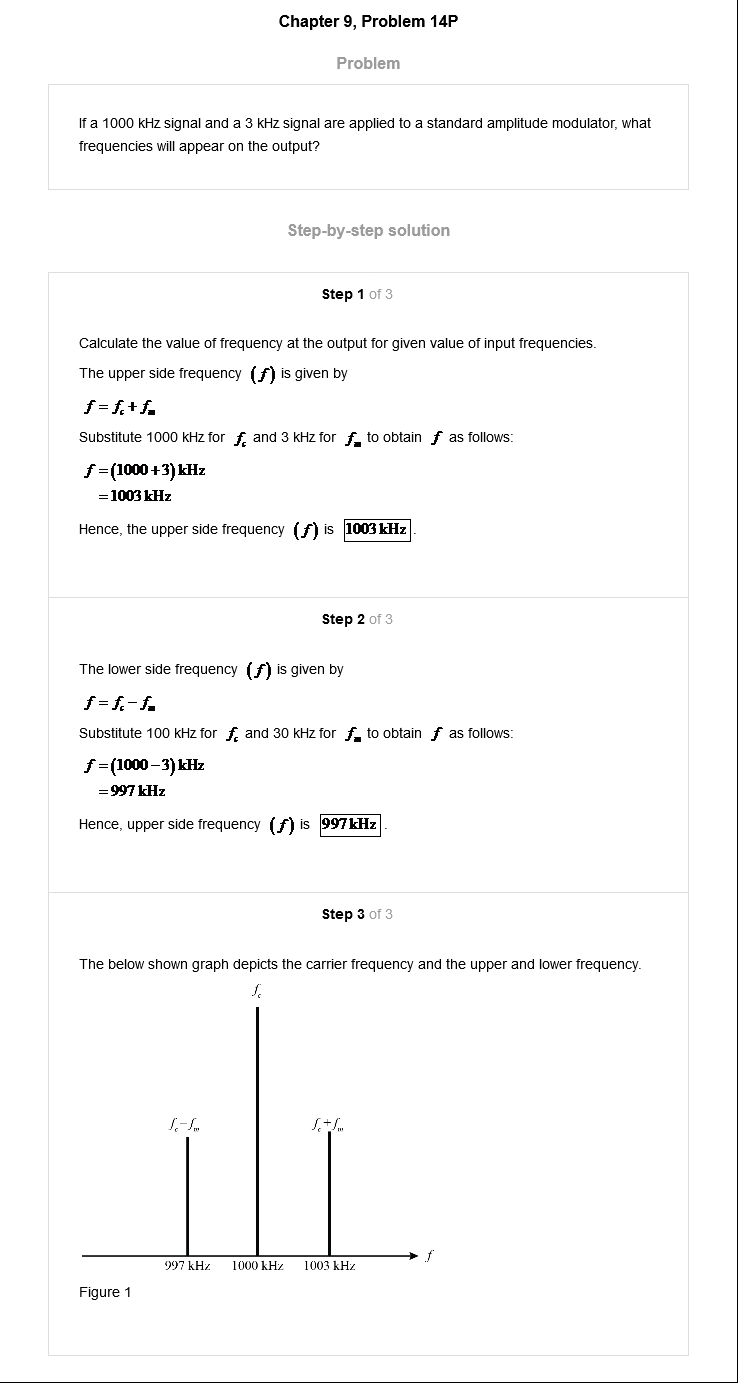 Chapter 9, Problem 14P
Problem
If a 1000 kHz signal and a 3 kHz signal are applied to a standard amplitude modulator, what
frequencies will appear on the output?
Step-by-step solution
Step 1 of 3
Calculate the value of frequency at the output for given value of input frequencies.
The upper side frequency (f) is given by
f = f_c + f_m
Substitute 1000 kHz for f_c and 3 kHz for f_m to obtain f as follows:
f = (1000 + 3) kHz
= 1003 kHz
Hence, the upper side frequency (f) is 1003 kHz .
Step 2 of 3
The lower side frequency (f) is given by
f = f_c − f_m
Substitute 100 kHz for f_c and 30 kHz for f_m to obtain f as follows:
f = (1000 − 3) kHz
= 997 kHz
Hence, upper side frequency (f) is 997 kHz .
Step 3 of 3
The below shown graph depicts the carrier frequency and the upper and lower frequency.
f_c
f_c − f_m f_c + f_m
f
997 kHz 1000 kHz 1003 kHz
Figure 1